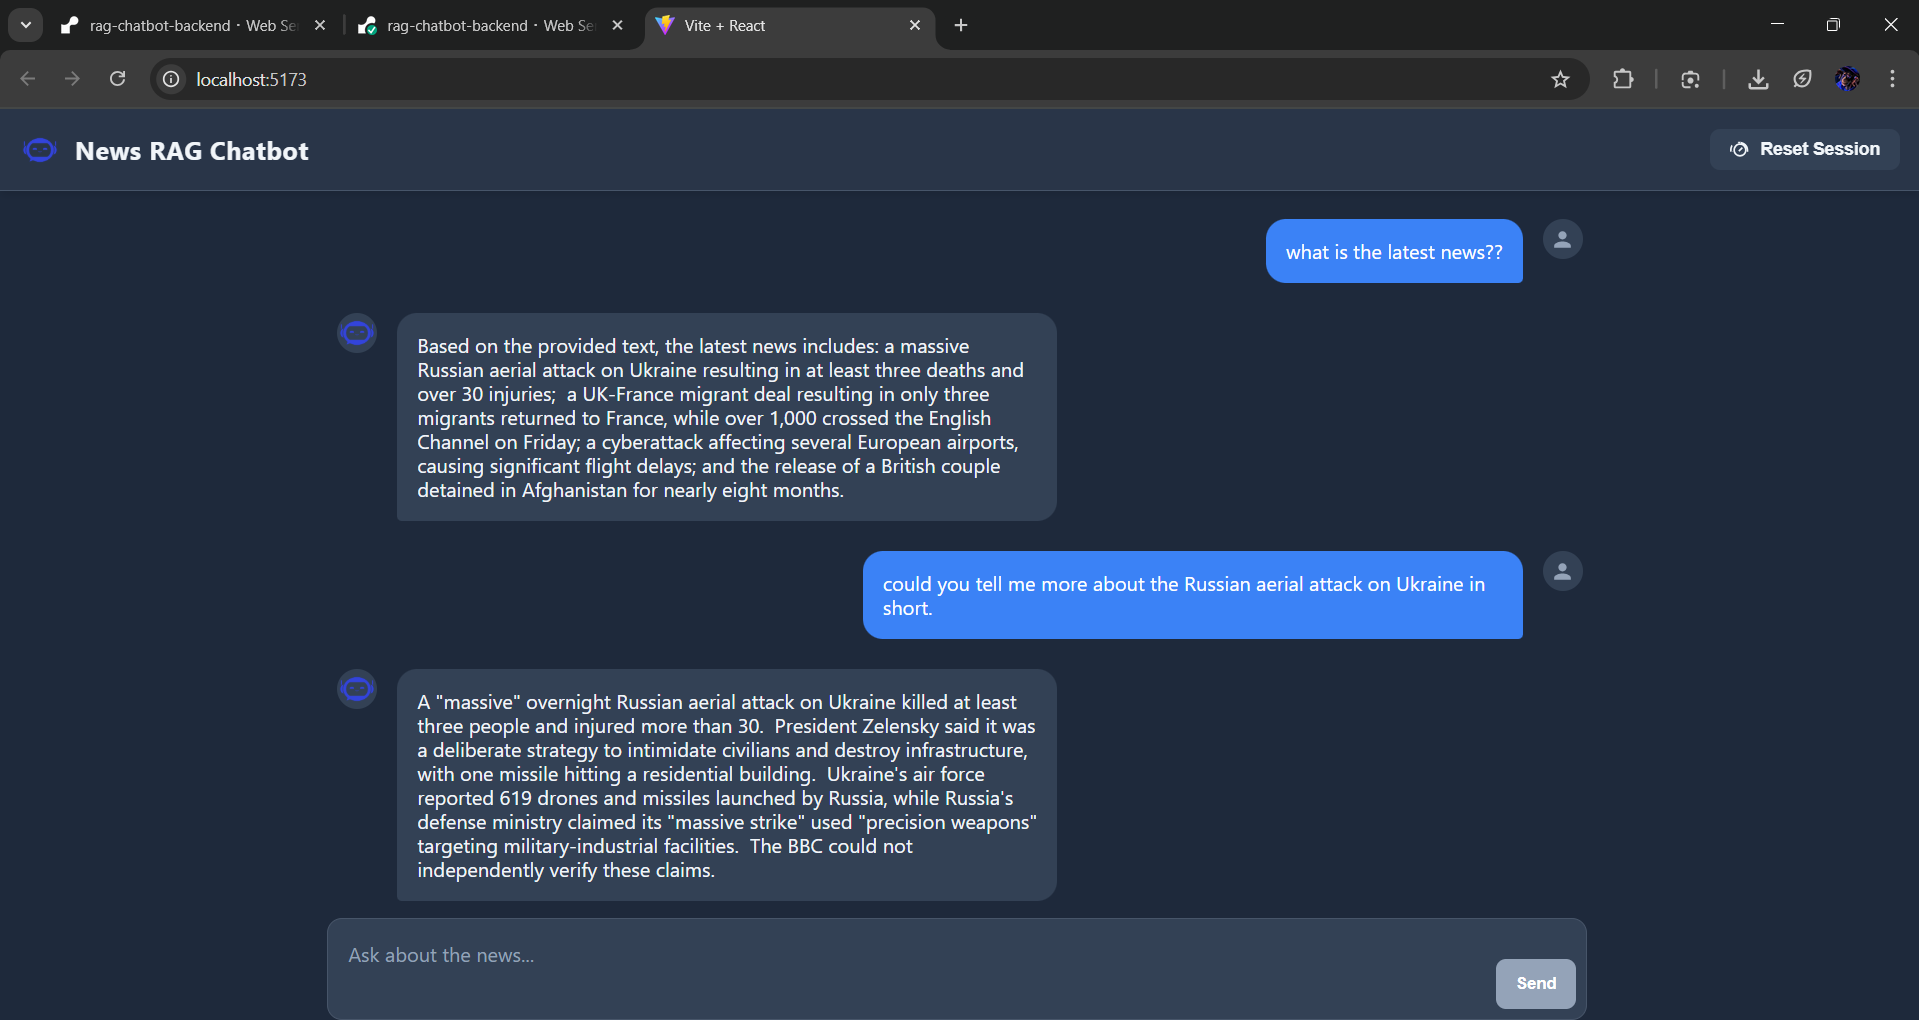 rag-chatbot-backend · Web Se
rag-chatbot-backend · Web Se
Vite + React
localhost:5173
News RAG Chatbot
Reset Session
what is the latest news??
Based on the provided text, the latest news includes: a massive
Russian aerial attack on Ukraine resulting in at least three deaths and
over 30 injuries;  a UK-France migrant deal resulting in only three
migrants returned to France, while over 1,000 crossed the English
Channel on Friday; a cyberattack affecting several European airports,
causing significant flight delays; and the release of a British couple
detained in Afghanistan for nearly eight months.
could you tell me more about the Russian aerial attack on Ukraine in
short.
A "massive" overnight Russian aerial attack on Ukraine killed at least
three people and injured more than 30.  President Zelensky said it was
a deliberate strategy to intimidate civilians and destroy infrastructure,
with one missile hitting a residential building.  Ukraine's air force
reported 619 drones and missiles launched by Russia, while Russia's
defense ministry claimed its "massive strike" used "precision weapons"
targeting military-industrial facilities.  The BBC could not
independently verify these claims.
Ask about the news...
Send